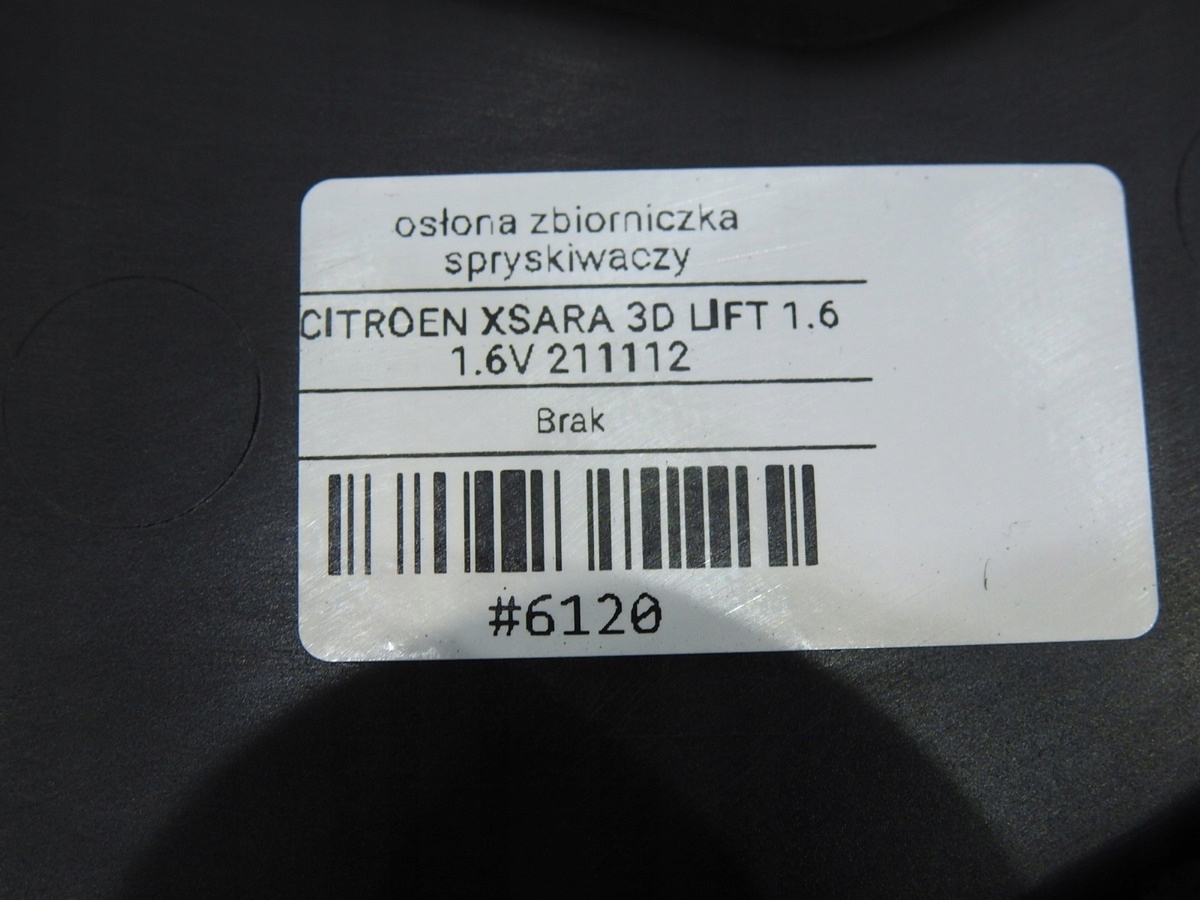 osłona zbiorniczka
spryskiwaczy
CITROEN XSARA 3D LIFT 1.6
1.6V 211112
Brak
#6120